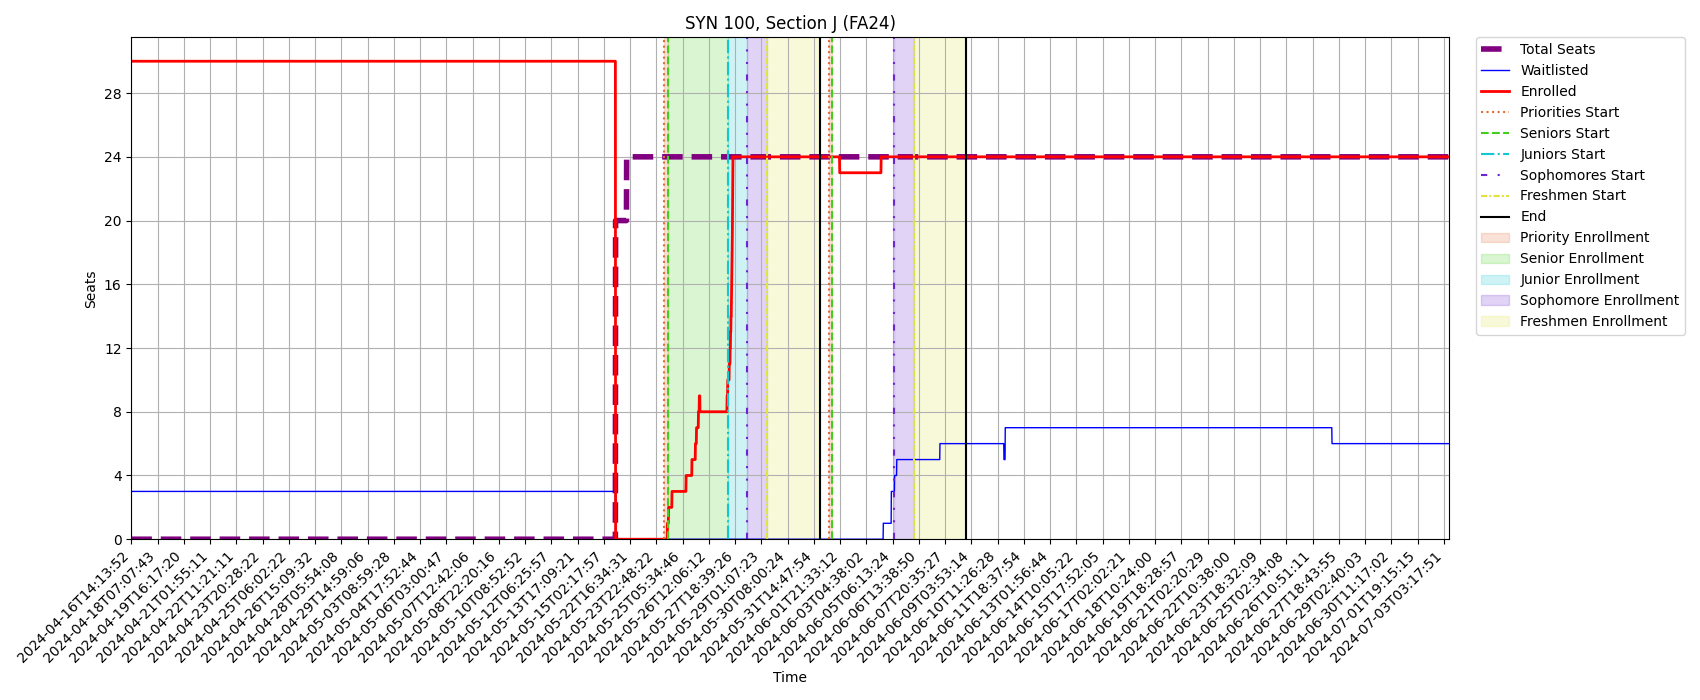 SYN 100, Section J (FA24)
Total Seats
Waitlisted
Enrolled
Priorities Start
Seniors Start
Juniors Start
Sophomores Start
Freshmen Start
End
Priority Enrollment
Senior Enrollment
Junior Enrollment
Sophomore Enrollment
Freshmen Enrollment
Seats
28
24
20
16
12
8
4
0
2024-04-16T14:13:52
2024-04-18T07:07:43
2024-04-19T16:17:20
2024-04-21T01:55:11
2024-04-22T11:21:11
2024-04-23T20:28:22
2024-04-25T06:02:22
2024-04-26T15:09:32
2024-04-28T05:54:08
2024-04-29T14:59:06
2024-05-03T08:59:28
2024-05-04T17:52:44
2024-05-06T03:00:47
2024-05-07T12:42:06
2024-05-08T22:20:16
2024-05-10T08:52:52
2024-05-12T06:25:57
2024-05-13T17:09:21
2024-05-15T02:17:57
2024-05-22T16:34:31
2024-05-23T22:48:22
2024-05-25T05:34:46
2024-05-26T12:06:12
2024-05-27T18:39:26
2024-05-29T01:07:23
2024-05-30T08:00:24
2024-05-31T14:47:54
2024-06-01T21:33:12
2024-06-03T04:38:02
2024-06-05T06:13:24
2024-06-06T13:38:50
2024-06-07T20:35:27
2024-06-09T03:53:14
2024-06-10T11:26:28
2024-06-11T18:37:54
2024-06-13T01:56:44
2024-06-14T10:05:22
2024-06-15T17:52:05
2024-06-17T02:02:21
2024-06-18T10:24:00
2024-06-19T18:28:57
2024-06-21T02:20:29
2024-06-22T10:38:00
2024-06-23T18:32:09
2024-06-25T02:34:08
2024-06-26T10:51:11
2024-06-27T18:43:55
2024-06-29T02:40:03
2024-06-30T11:17:02
2024-07-01T19:15:15
2024-07-03T03:17:51
Time